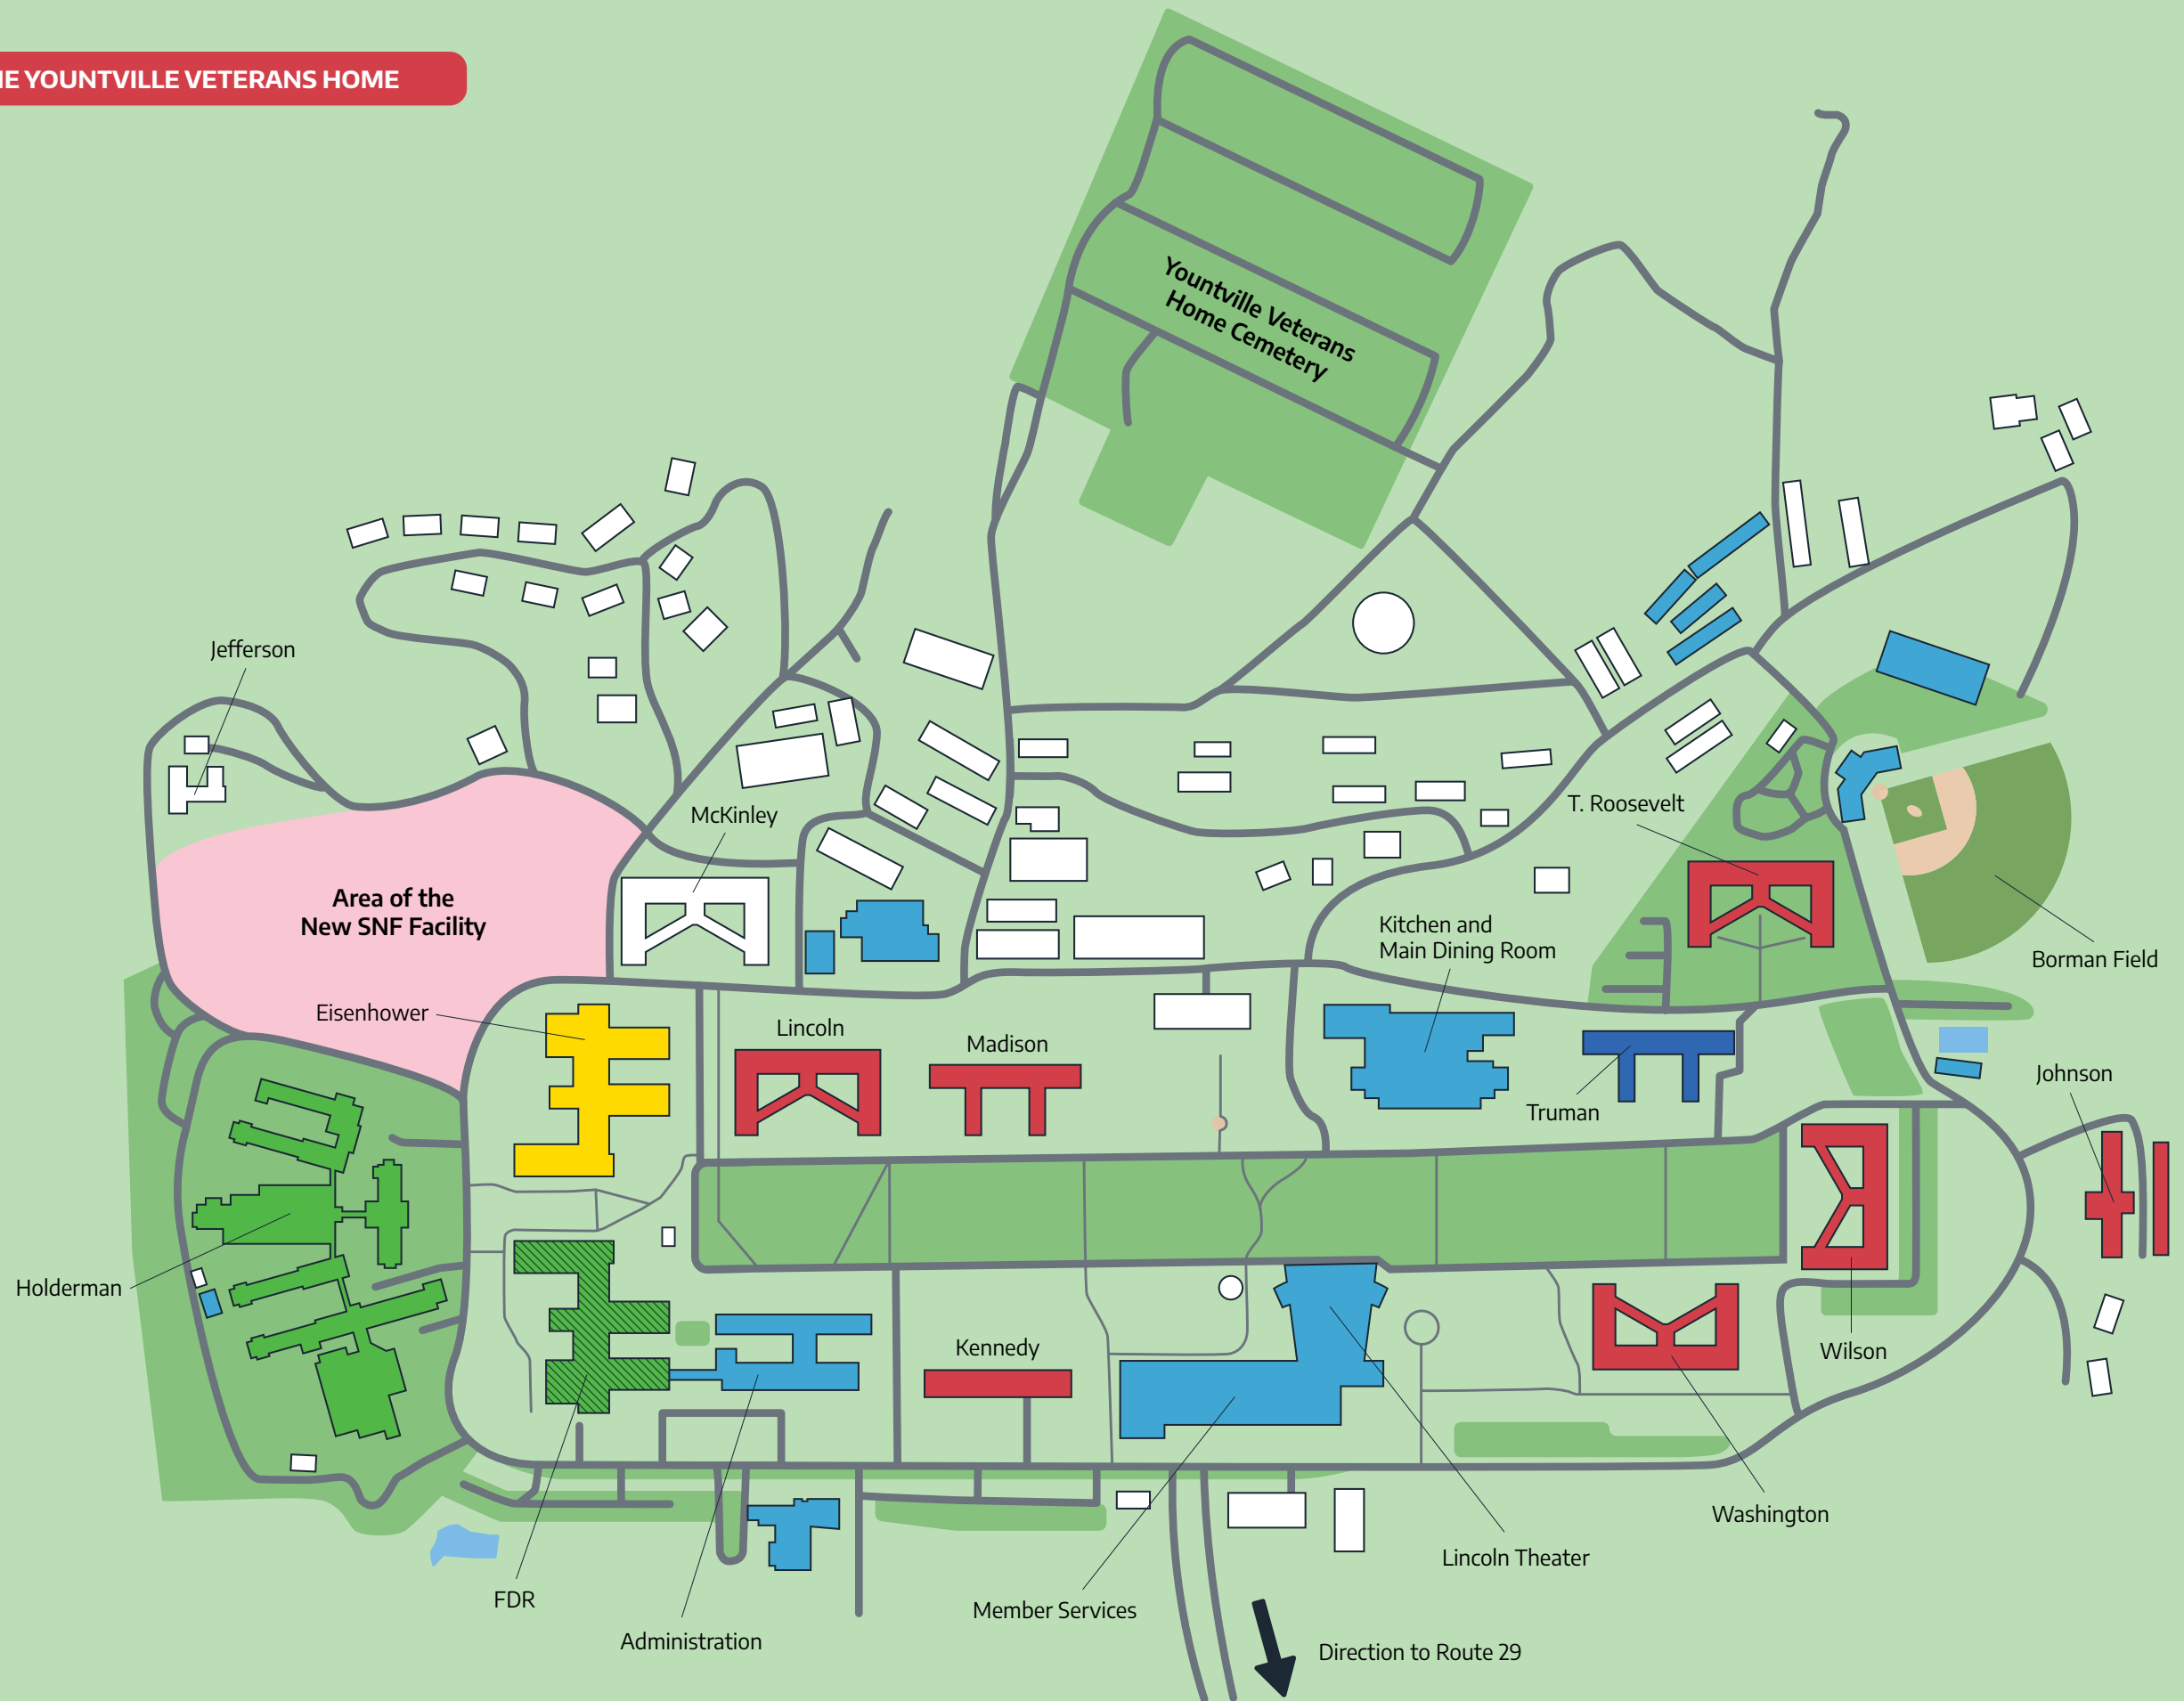 YOUNTVILLE VETERANS HOME
Yountville Veterans
Home Cemetery
Jefferson
McKinley
T. Roosevelt
Area of the
New SNF Facility
Kitchen and
Main Dining Room
Borman Field
Eisenhower
Lincoln
Madison
Truman
Johnson
Holderman
Kennedy
Wilson
Washington
Lincoln Theater
FDR
Member Services
Administration
Direction to Route 29